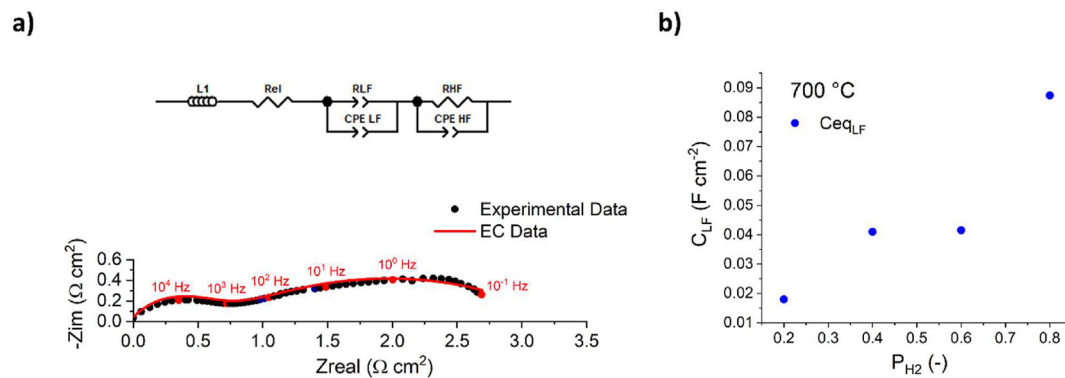 a)
L1
Rel
RLF
RHF
CPE LF
CPE HF
Experimental Data
EC Data
-Zim (Ω cm²)
0.6
0.4
0.2
0.0
10⁴ Hz
10³ Hz
10² Hz
10¹ Hz
10⁰ Hz
10⁻¹ Hz
0.0 0.5 1.0 1.5 2.0 2.5 3.0 3.5
Zreal (Ω cm²)
b)
700 °C
Ceq_LF
C_LF (F cm⁻²)
0.09
0.08
0.07
0.06
0.05
0.04
0.03
0.02
0.01
0.2 0.3 0.4 0.5 0.6 0.7 0.8
P_H2 (-)